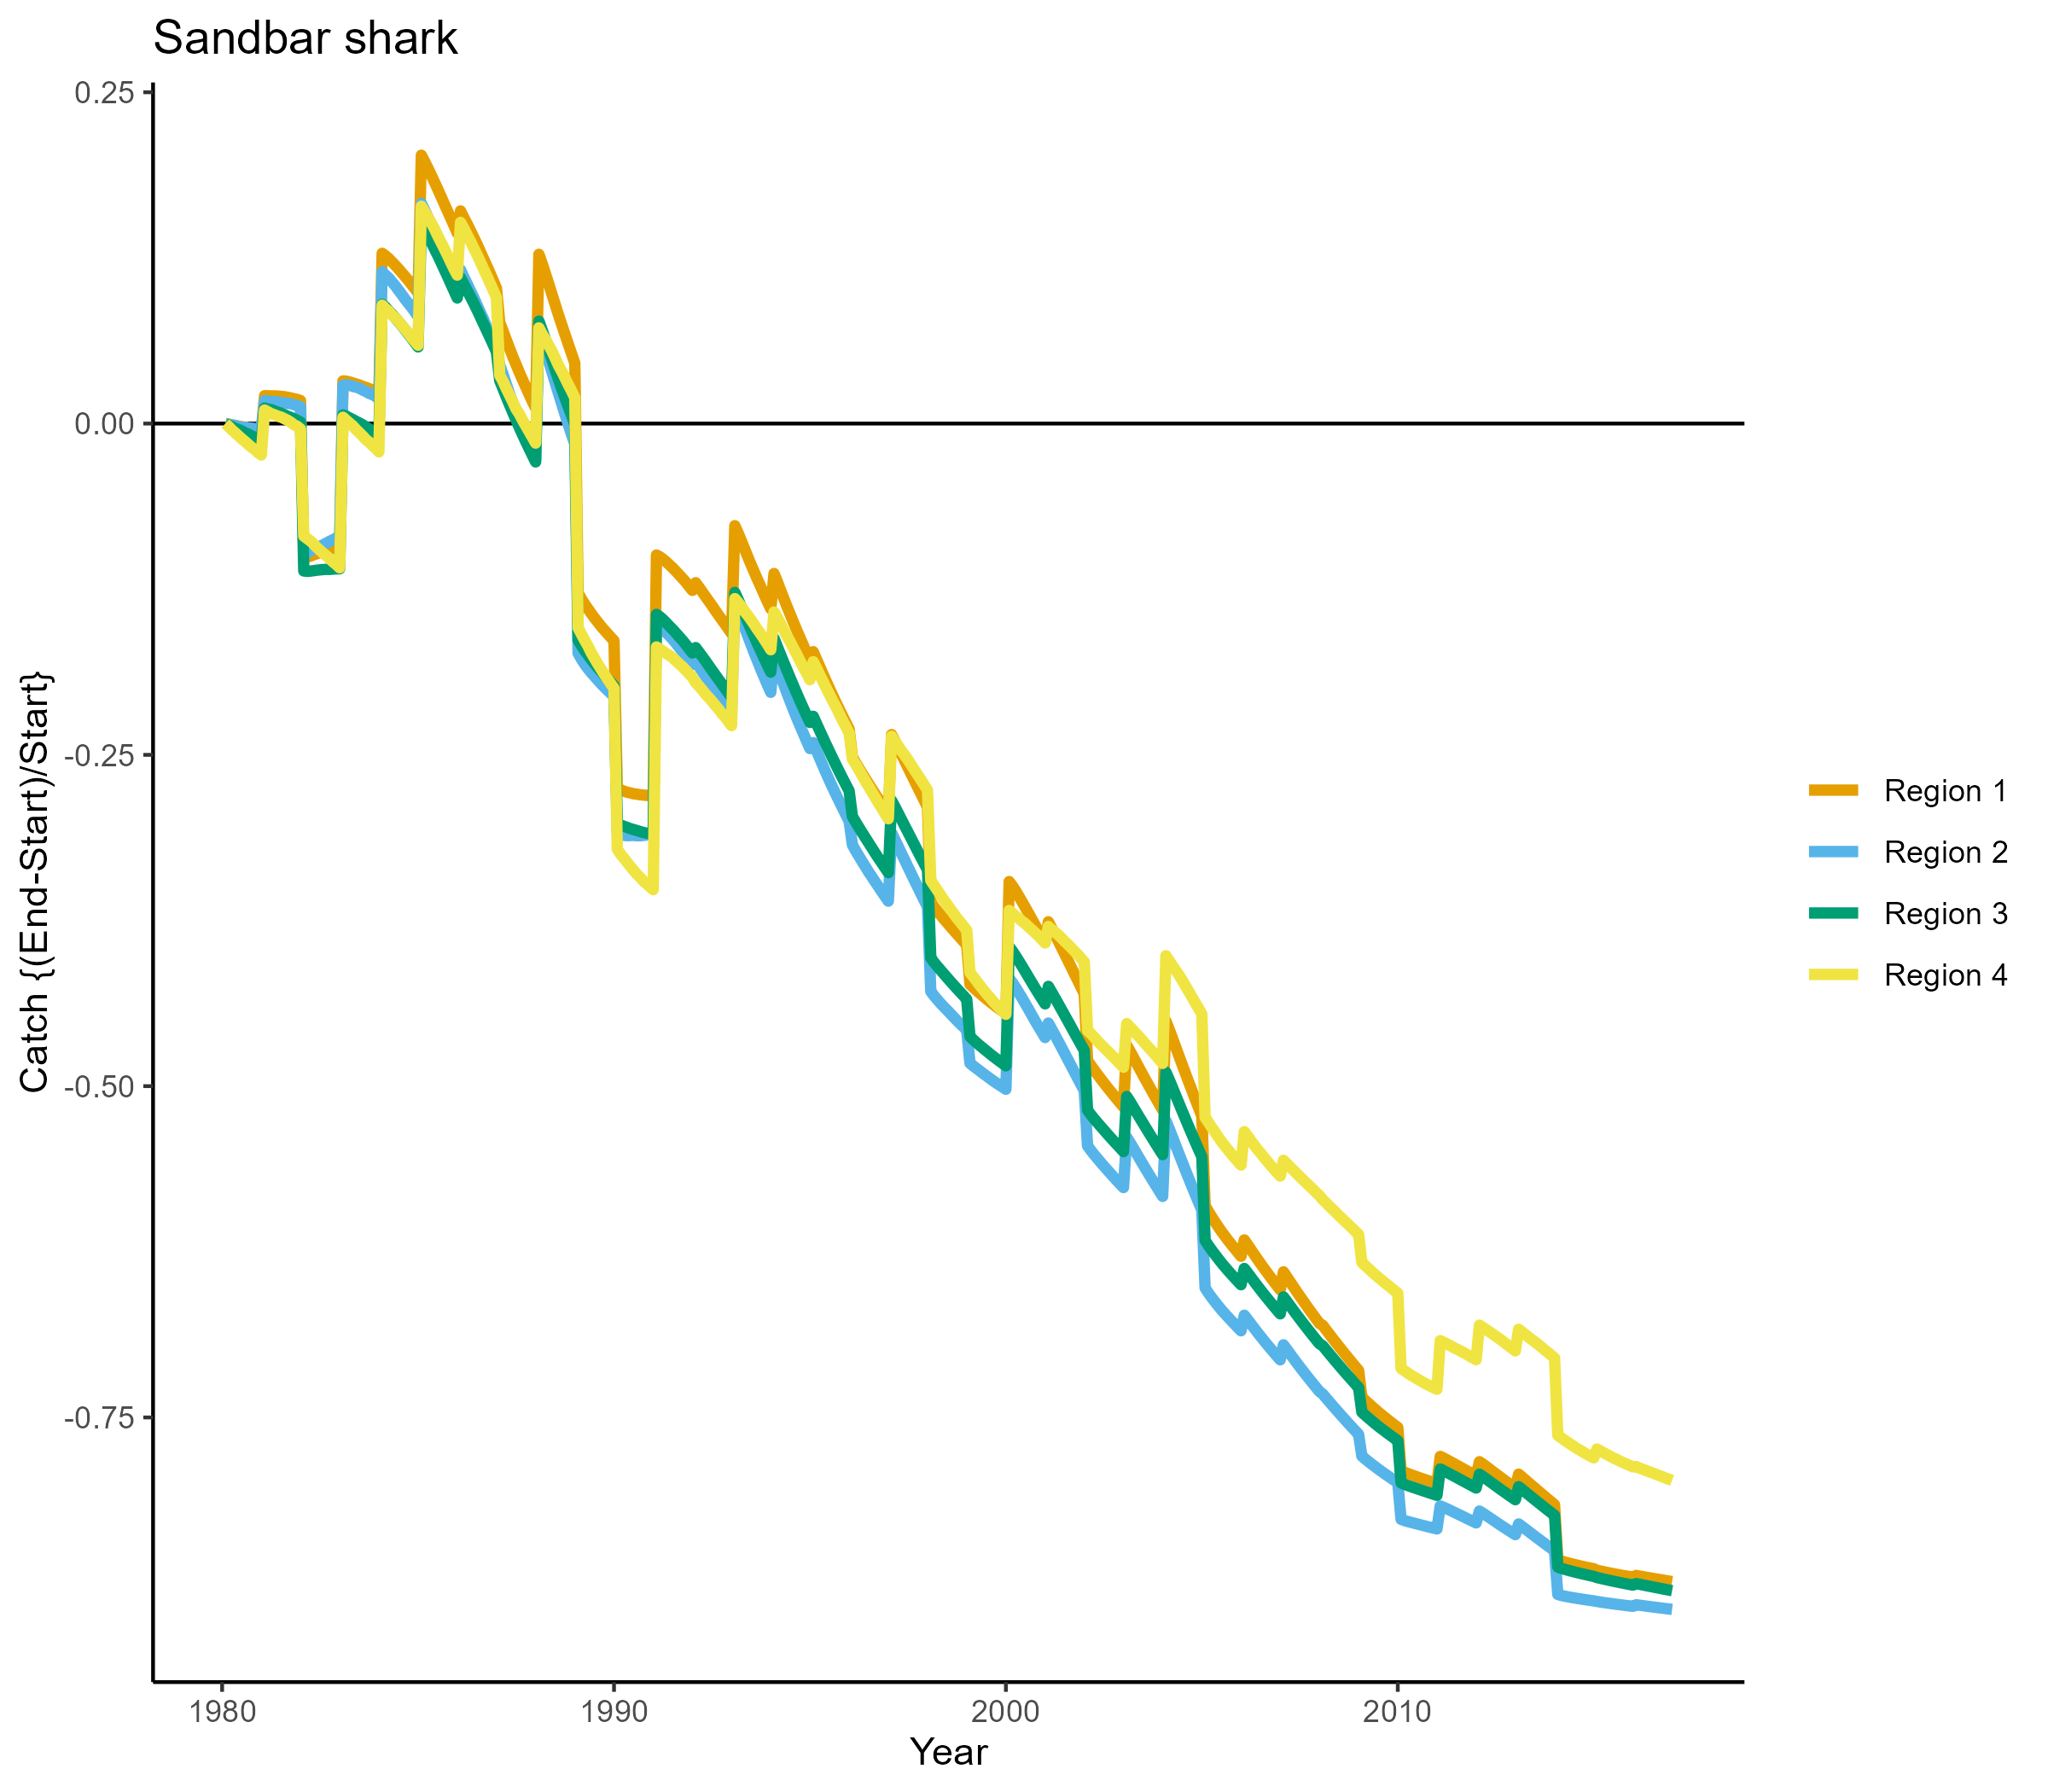 Sandbar shark
0.25
0.00
-0.25
-0.50
-0.75
Catch {(End-Start)/Start}
1980 1990 2000 2010
Year
Region 1
Region 2
Region 3
Region 4